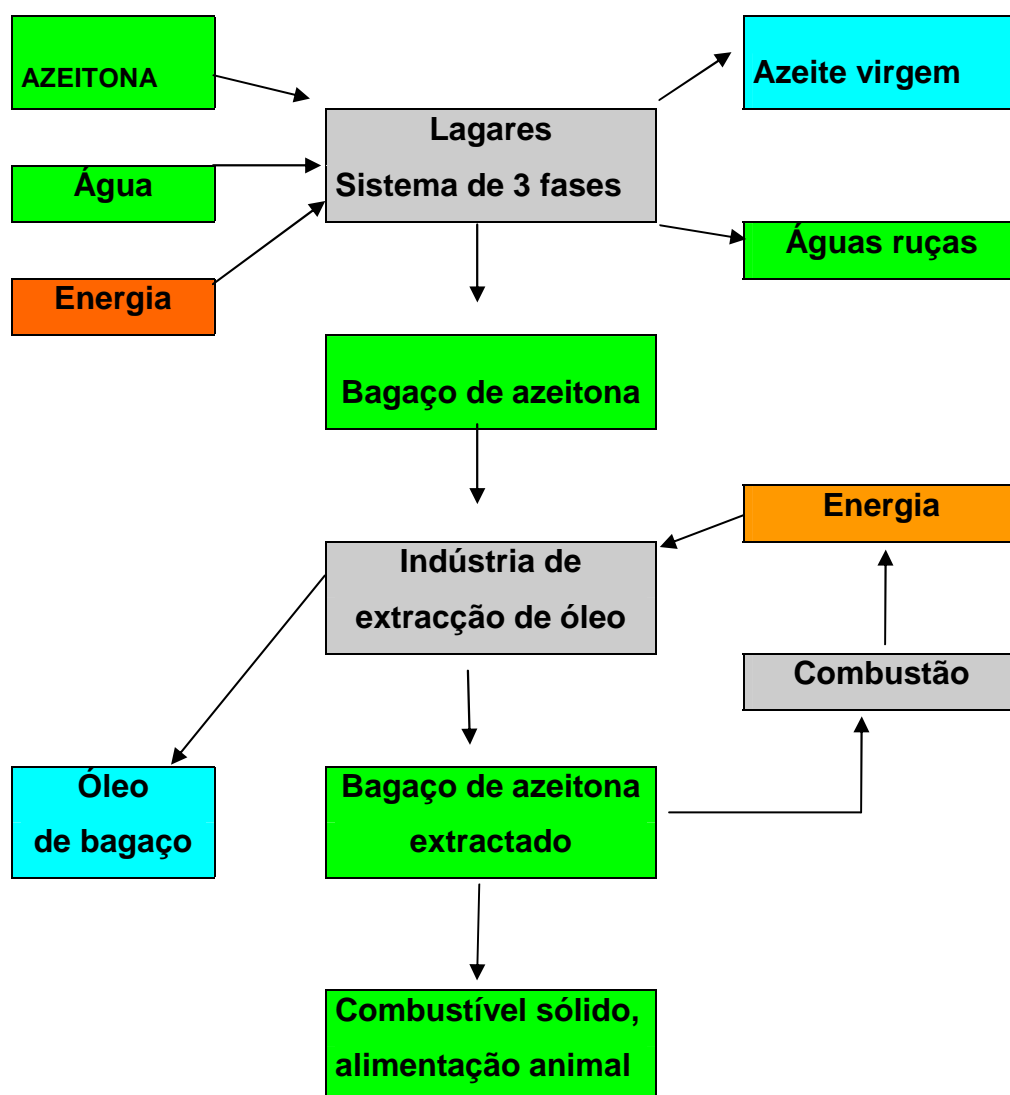 AZEITONA
Azeite virgem
Lagares
Sistema de 3 fases
Água
Águas ruças
Energia
Bagaço de azeitona
Energia
Indústria de
extracção de óleo
Combustão
Óleo
de bagaço
Bagaço de azeitona
extractado
Combustível sólido,
alimentação animal